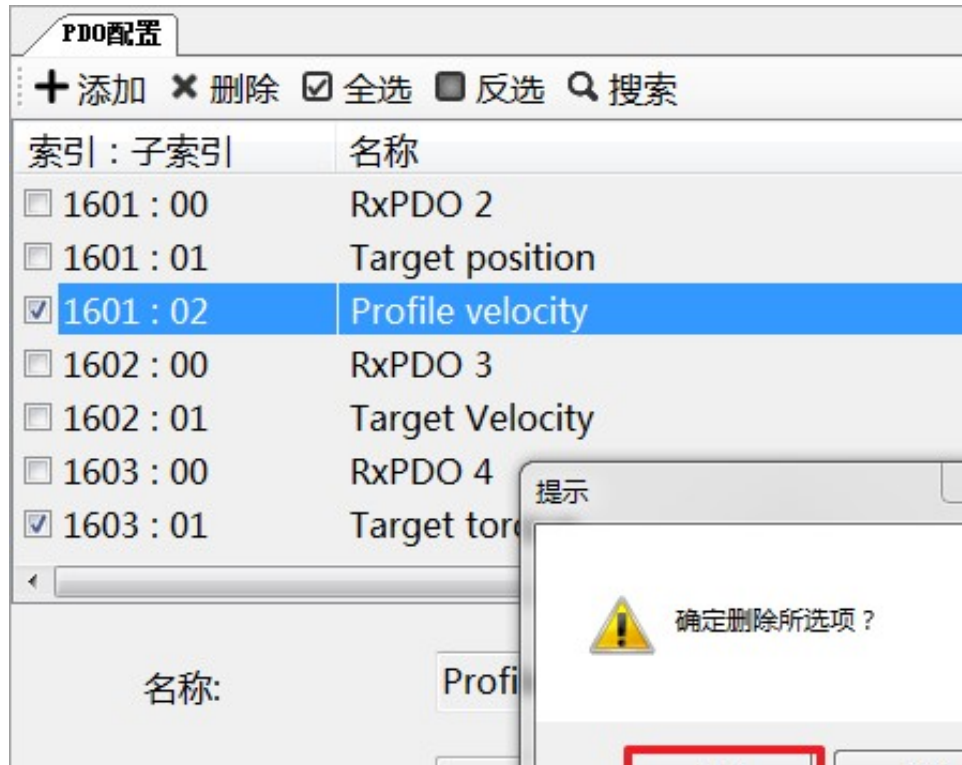 PDO配置
添加 删除 全选 反选 搜索
索引：子索引 名称
1601 : 00 RxPDO 2
1601 : 01 Target position
1601 : 02 Profile velocity
1602 : 00 RxPDO 3
1602 : 01 Target Velocity
1603 : 00 RxPDO 4
1603 : 01 Target tor
提示
确定删除所选项？
名称: Profi